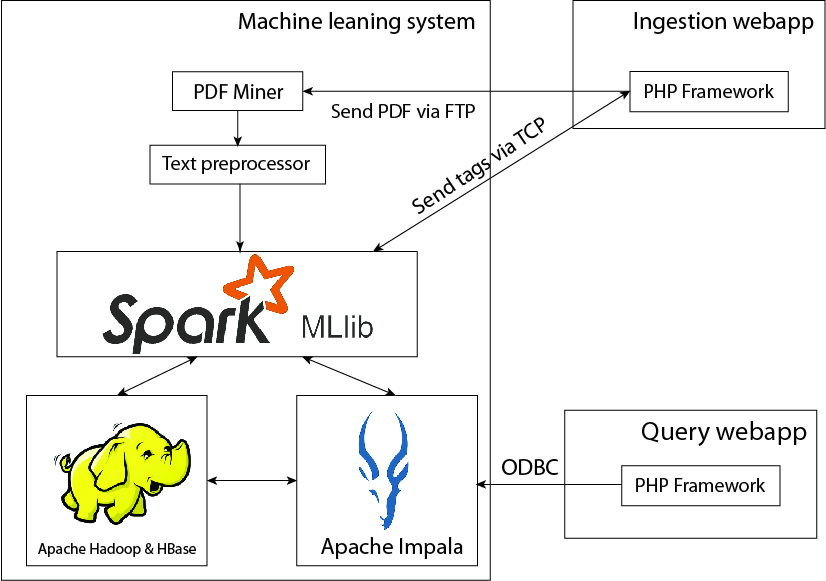 Machine leaning system
Ingestion webapp
PDF Miner
PHP Framework
Send PDF via FTP
Send tags via TCP
Text preprocessor
Spark MLlib
Query webapp
ODBC
PHP Framework
Apache Hadoop & HBase
Apache Impala